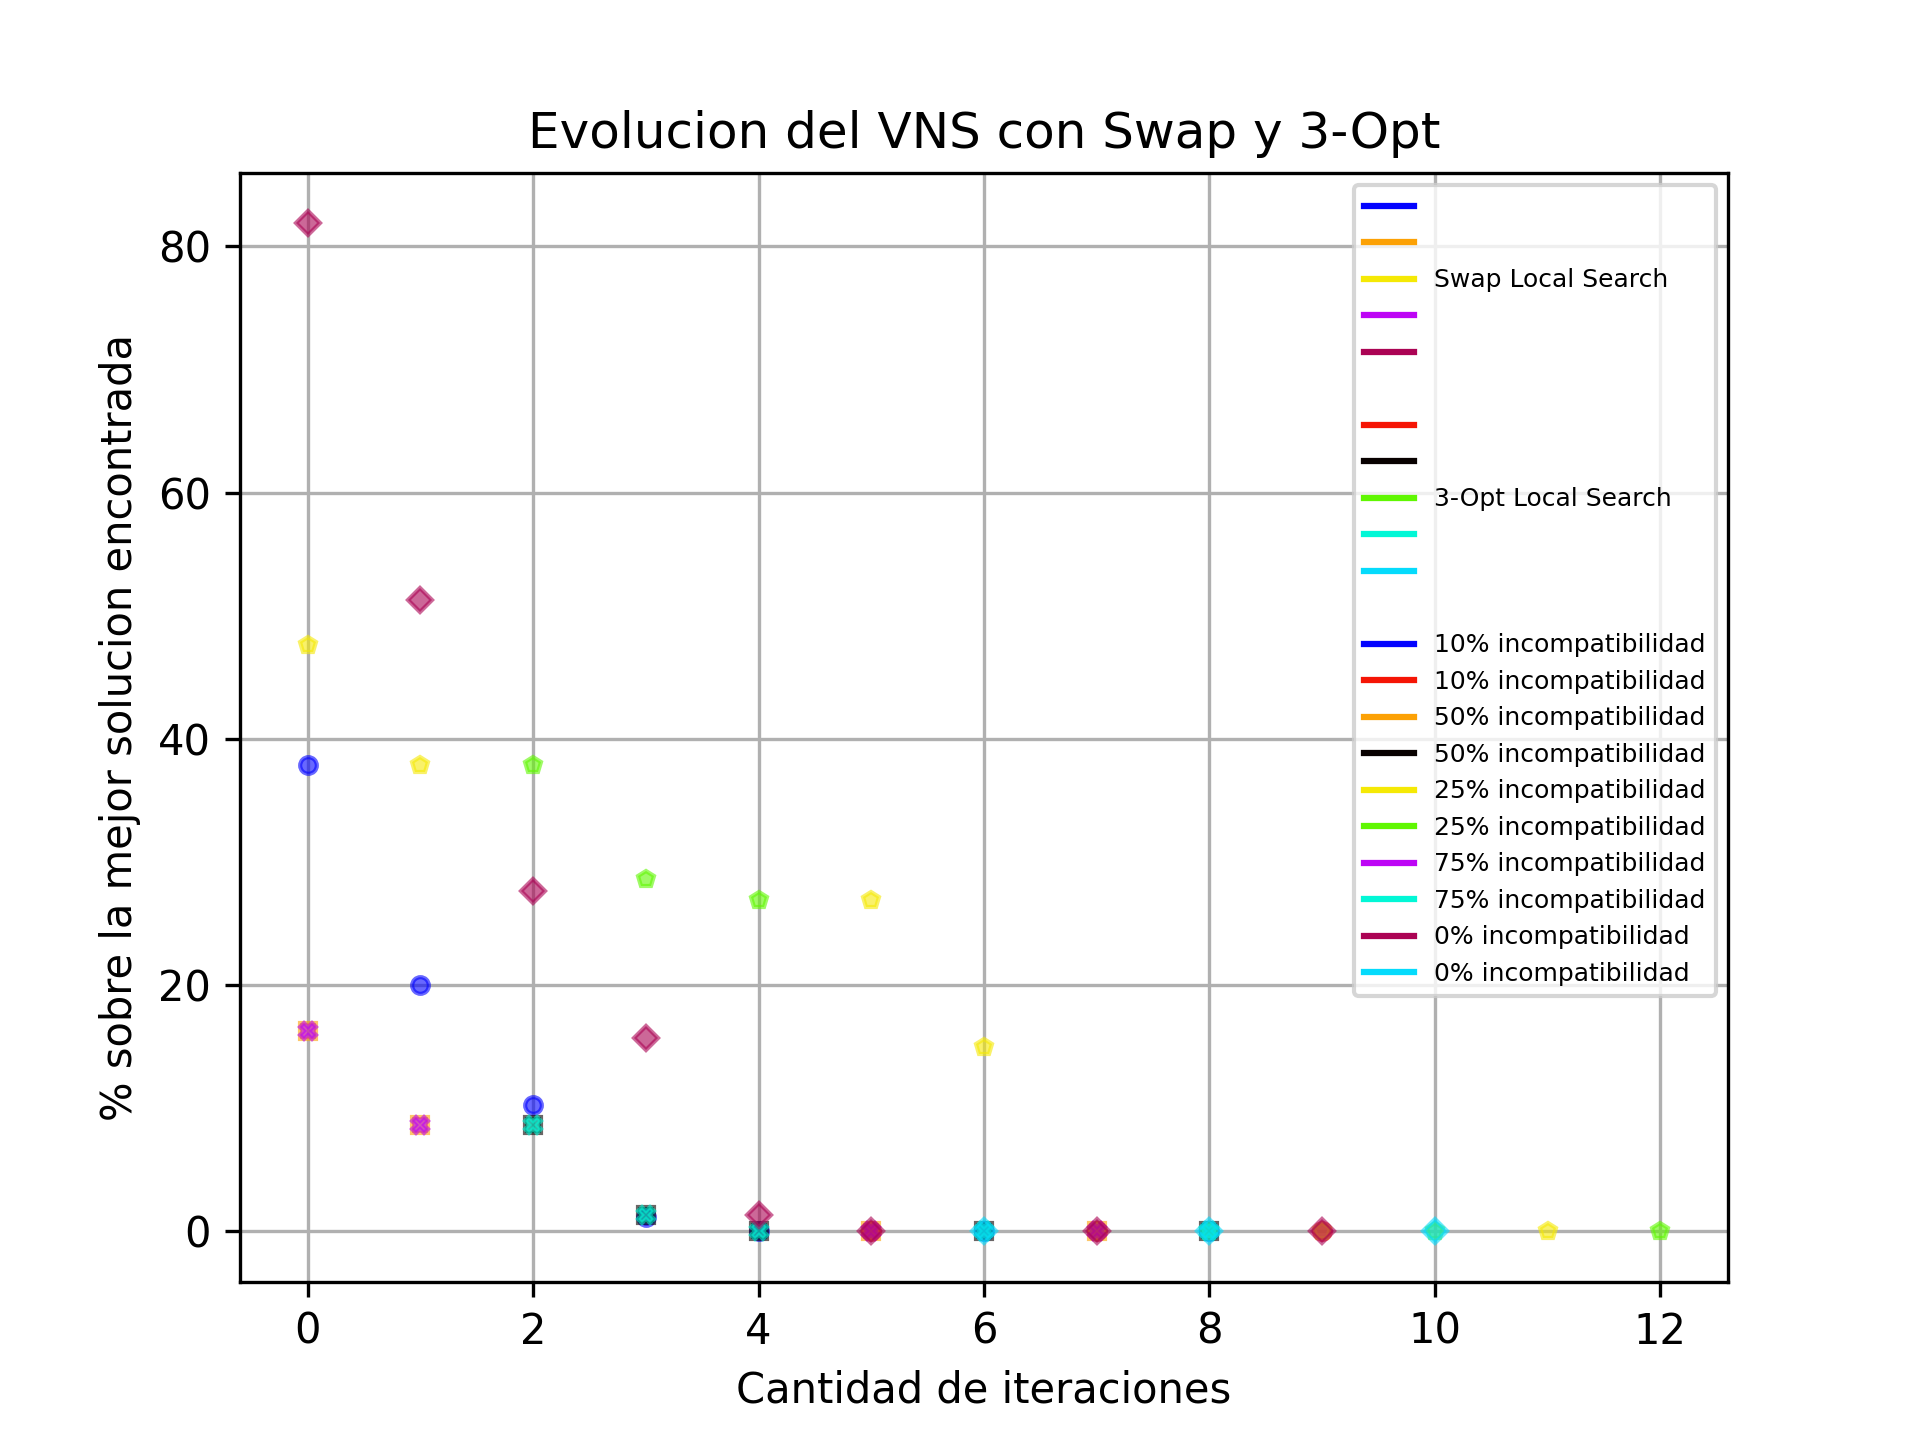 Evolucion del VNS con Swap y 3-Opt
% sobre la mejor solucion encontrada
80
60
40
20
0
Swap Local Search
3-Opt Local Search
10% incompatibilidad
10% incompatibilidad
50% incompatibilidad
50% incompatibilidad
25% incompatibilidad
25% incompatibilidad
75% incompatibilidad
75% incompatibilidad
0% incompatibilidad
0% incompatibilidad
0 2 4 6 8 10 12
Cantidad de iteraciones